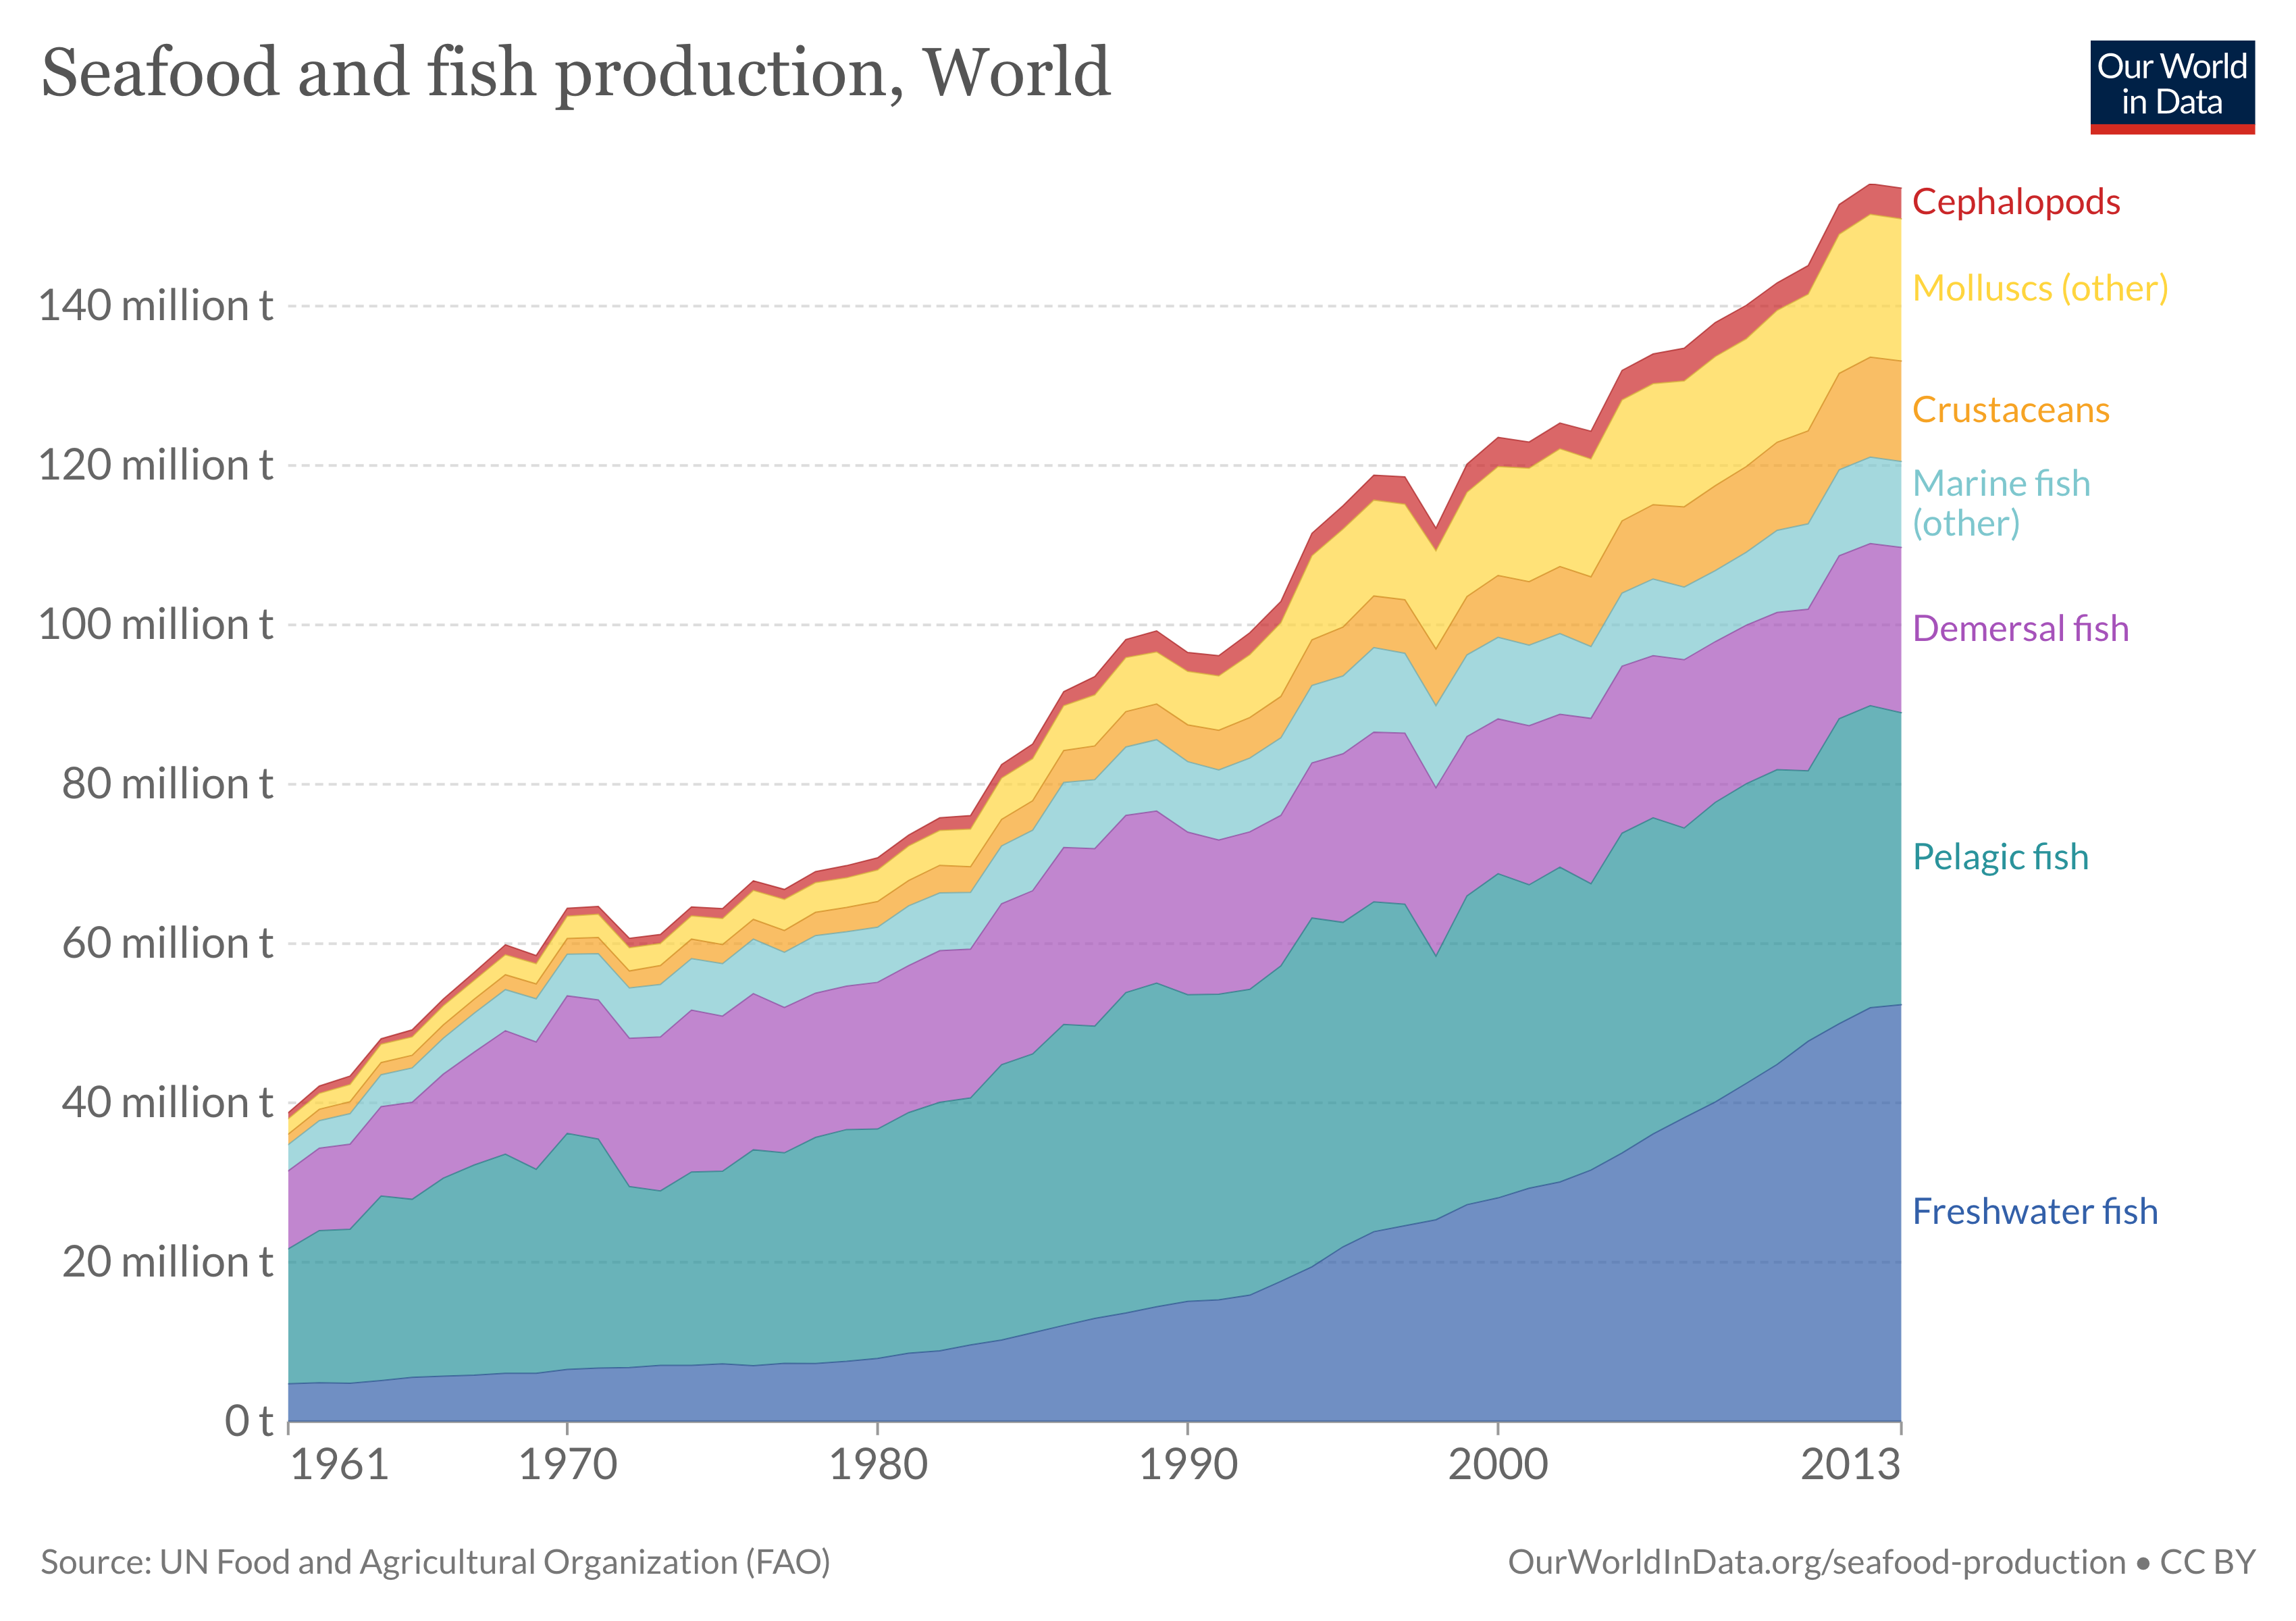 Seafood and fish production, World
Our World
in Data
Cephalopods
140 million t
Molluscs (other)
Crustaceans
120 million t
Marine fish
(other)
100 million t
Demersal fish
80 million t
Pelagic fish
60 million t
40 million t
Freshwater fish
20 million t
0 t
1961 1970 1980 1990 2000 2013
Source: UN Food and Agricultural Organization (FAO)
OurWorldInData.org/seafood-production • CC BY